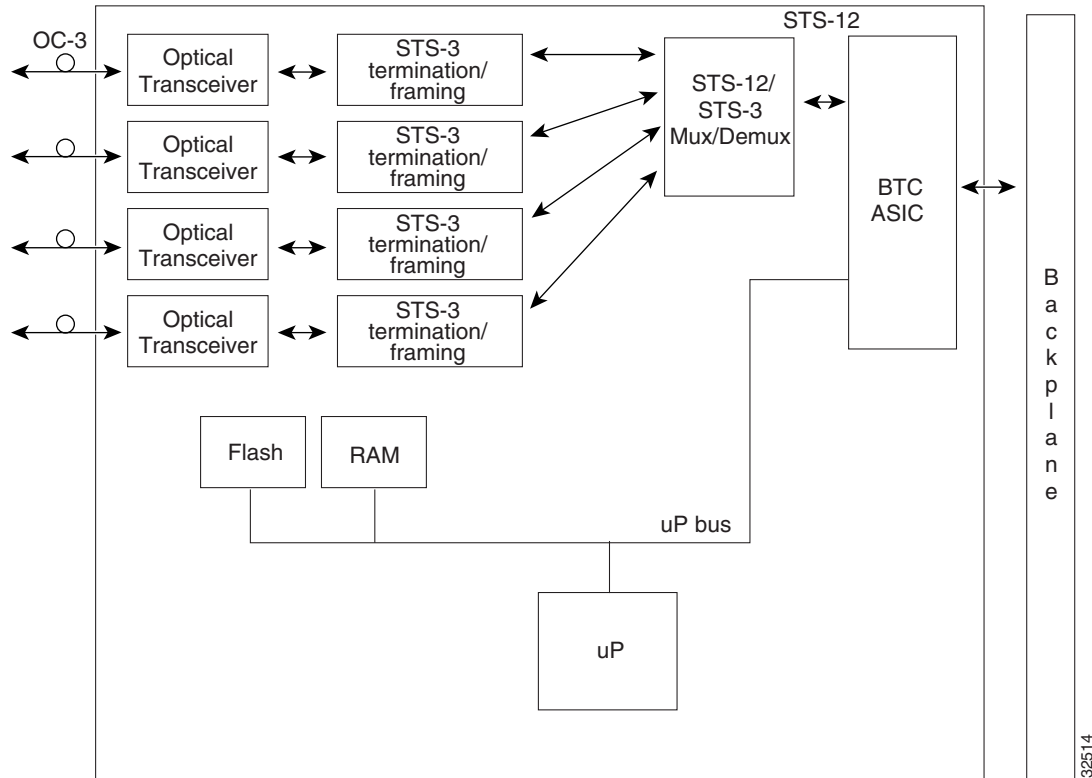 STS-12
OC-3
Optical
Transceiver
STS-3
termination/
framing
STS-12/
STS-3
Mux/Demux
Optical
Transceiver
STS-3
termination/
framing
BTC
ASIC
Optical
Transceiver
STS-3
termination/
framing
Optical
Transceiver
STS-3
termination/
framing
Backplane
Flash
RAM
uP bus
uP
32514